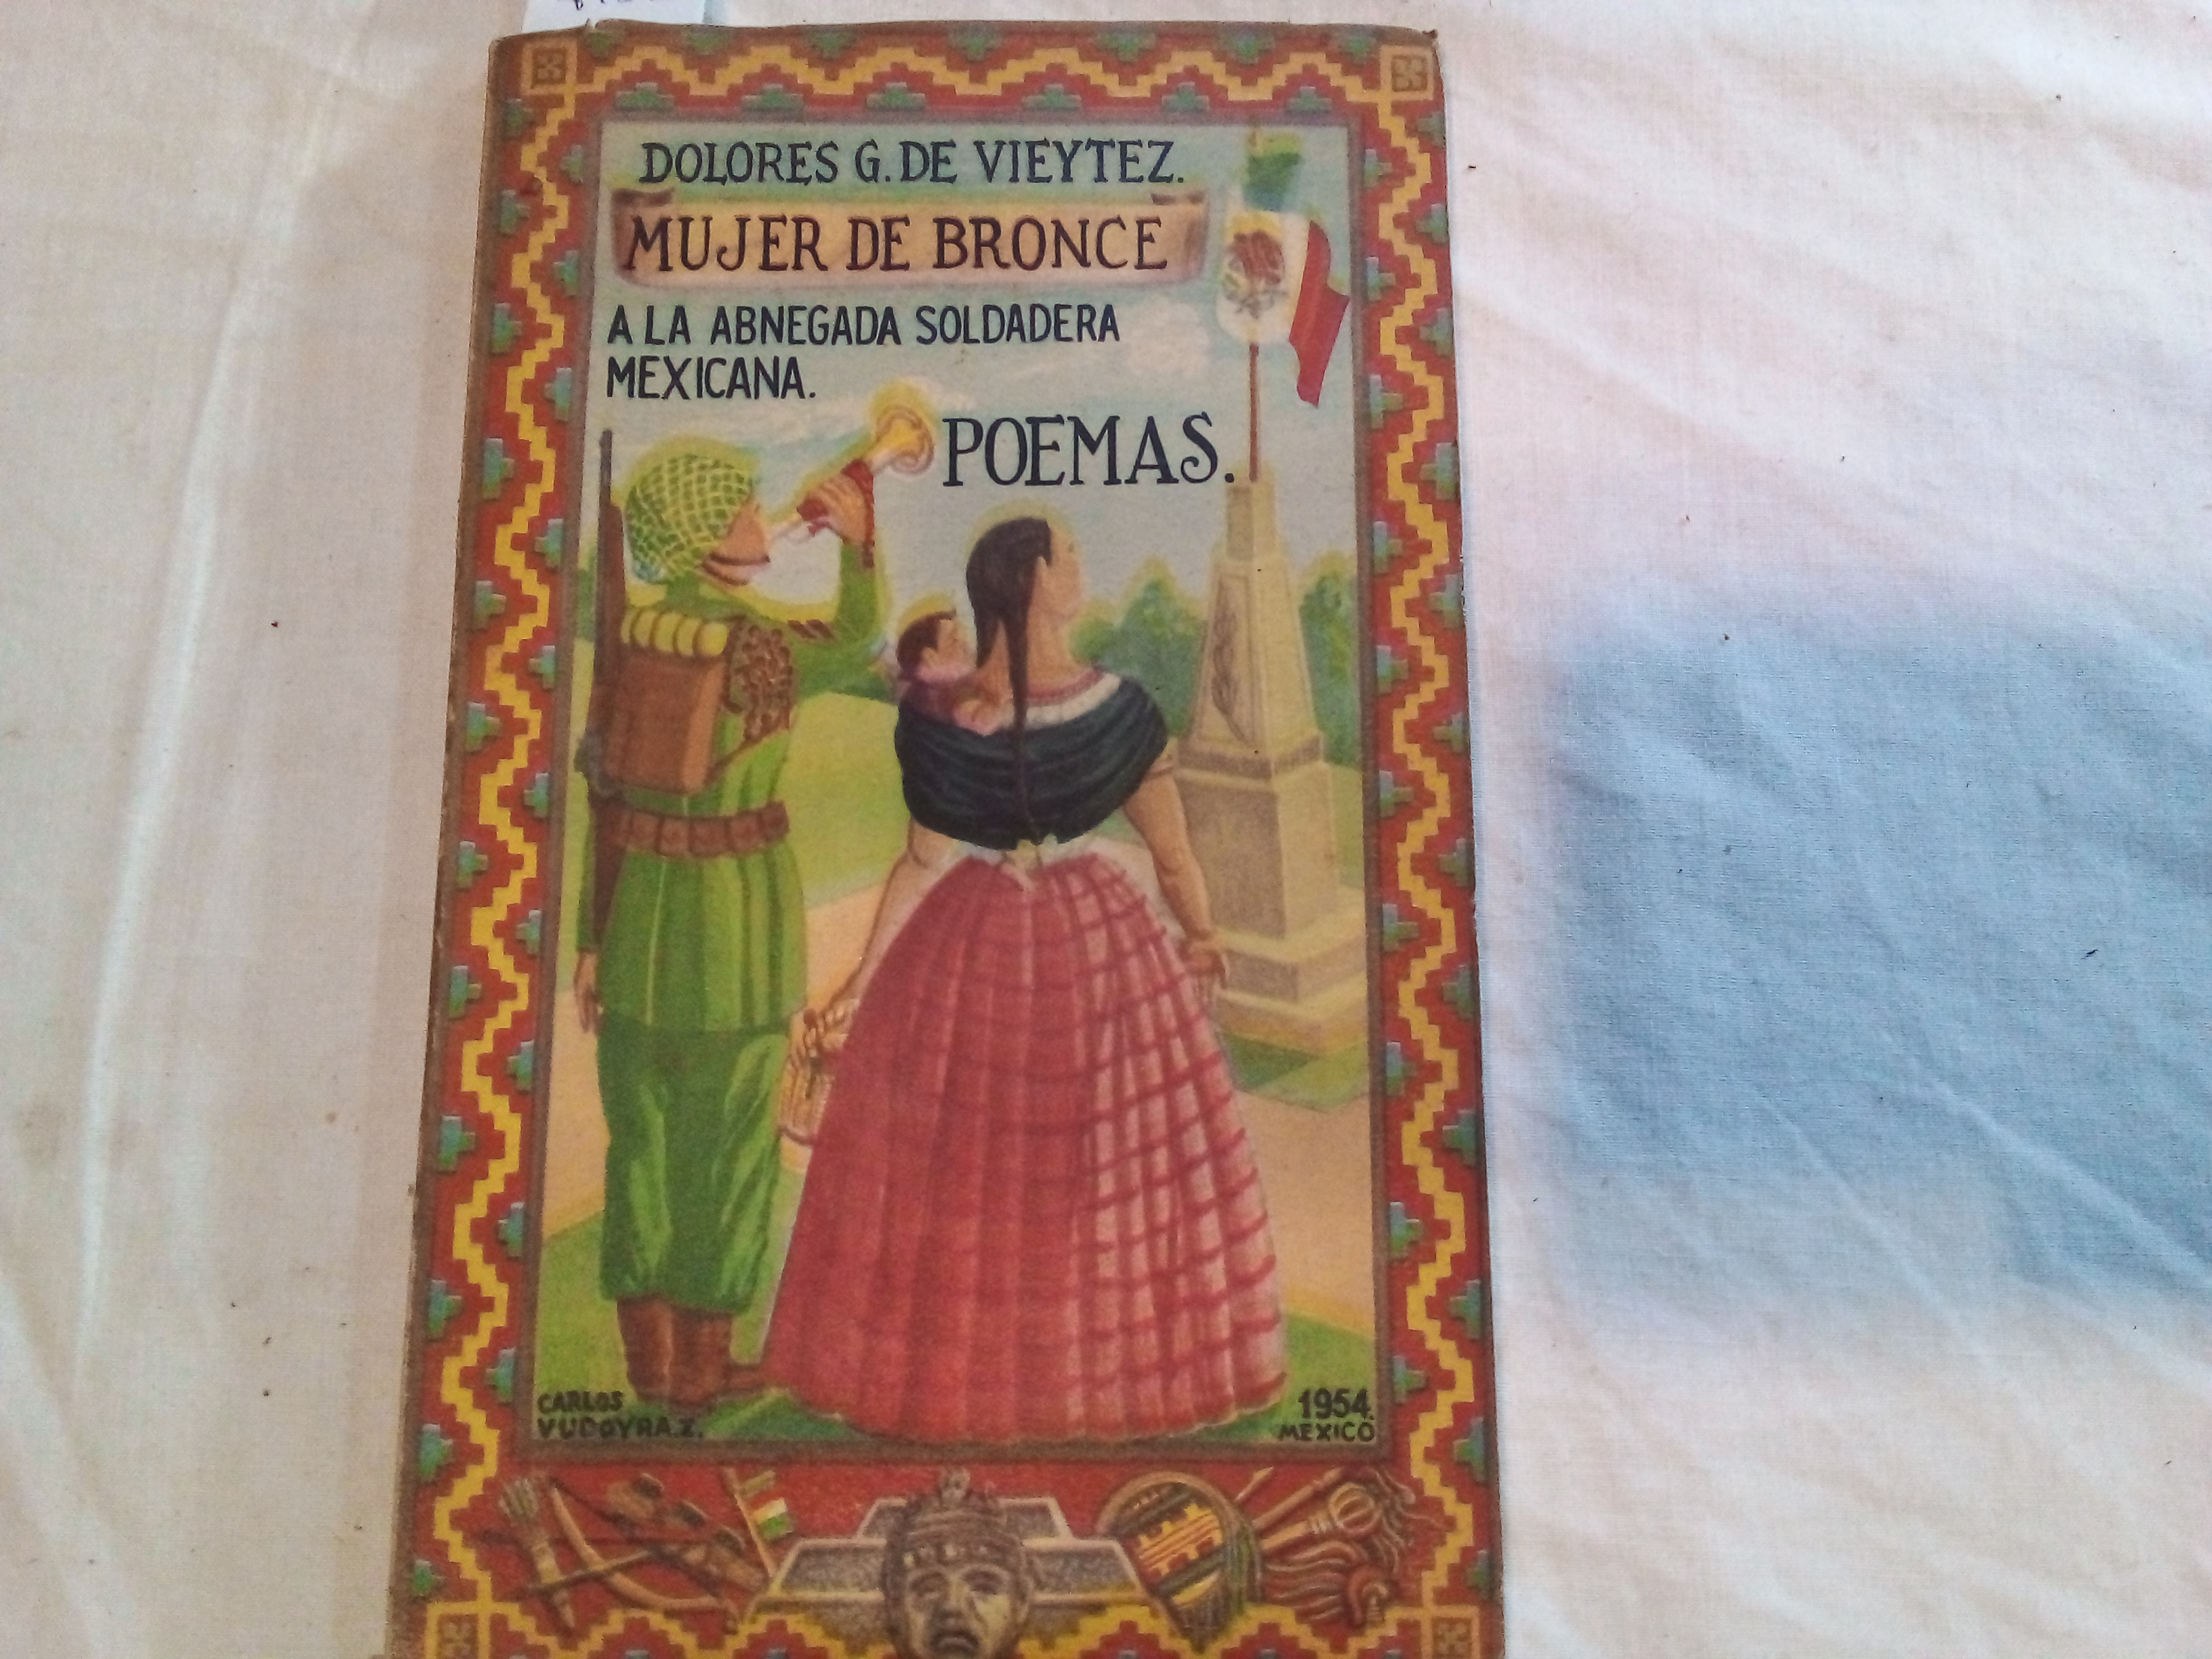 DOLORES G. DE VIEYTEZ.
MUJER DE BRONCE
A LA ABNEGADA SOLDADERA
MEXICANA.
POEMAS.
CARLOS
VUDOYRA.Z.
1954.
MEXICO